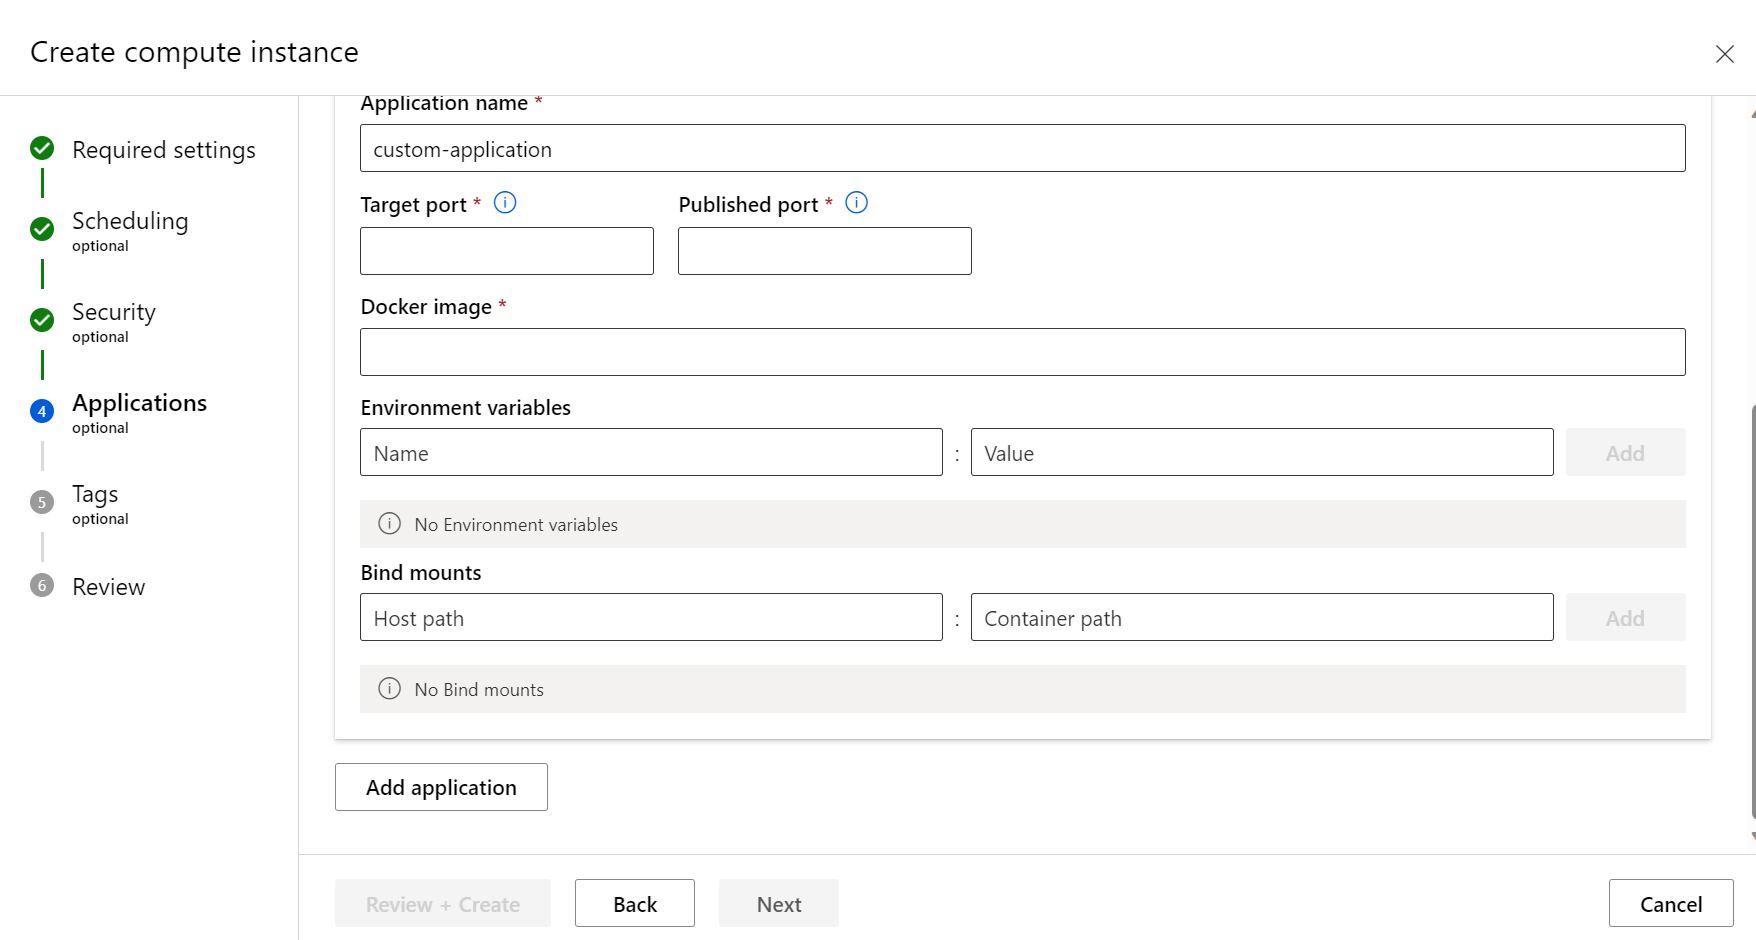 Create compute instance
Required settings
Scheduling
optional
Security
optional
4
Applications
optional
5
Tags
optional
6
Review
Application name *
custom-application
Target port *
Published port *
Docker image *
Environment variables
Name : Value Add
No Environment variables
Bind mounts
Host path : Container path Add
No Bind mounts
Add application
Review + Create Back Next Cancel